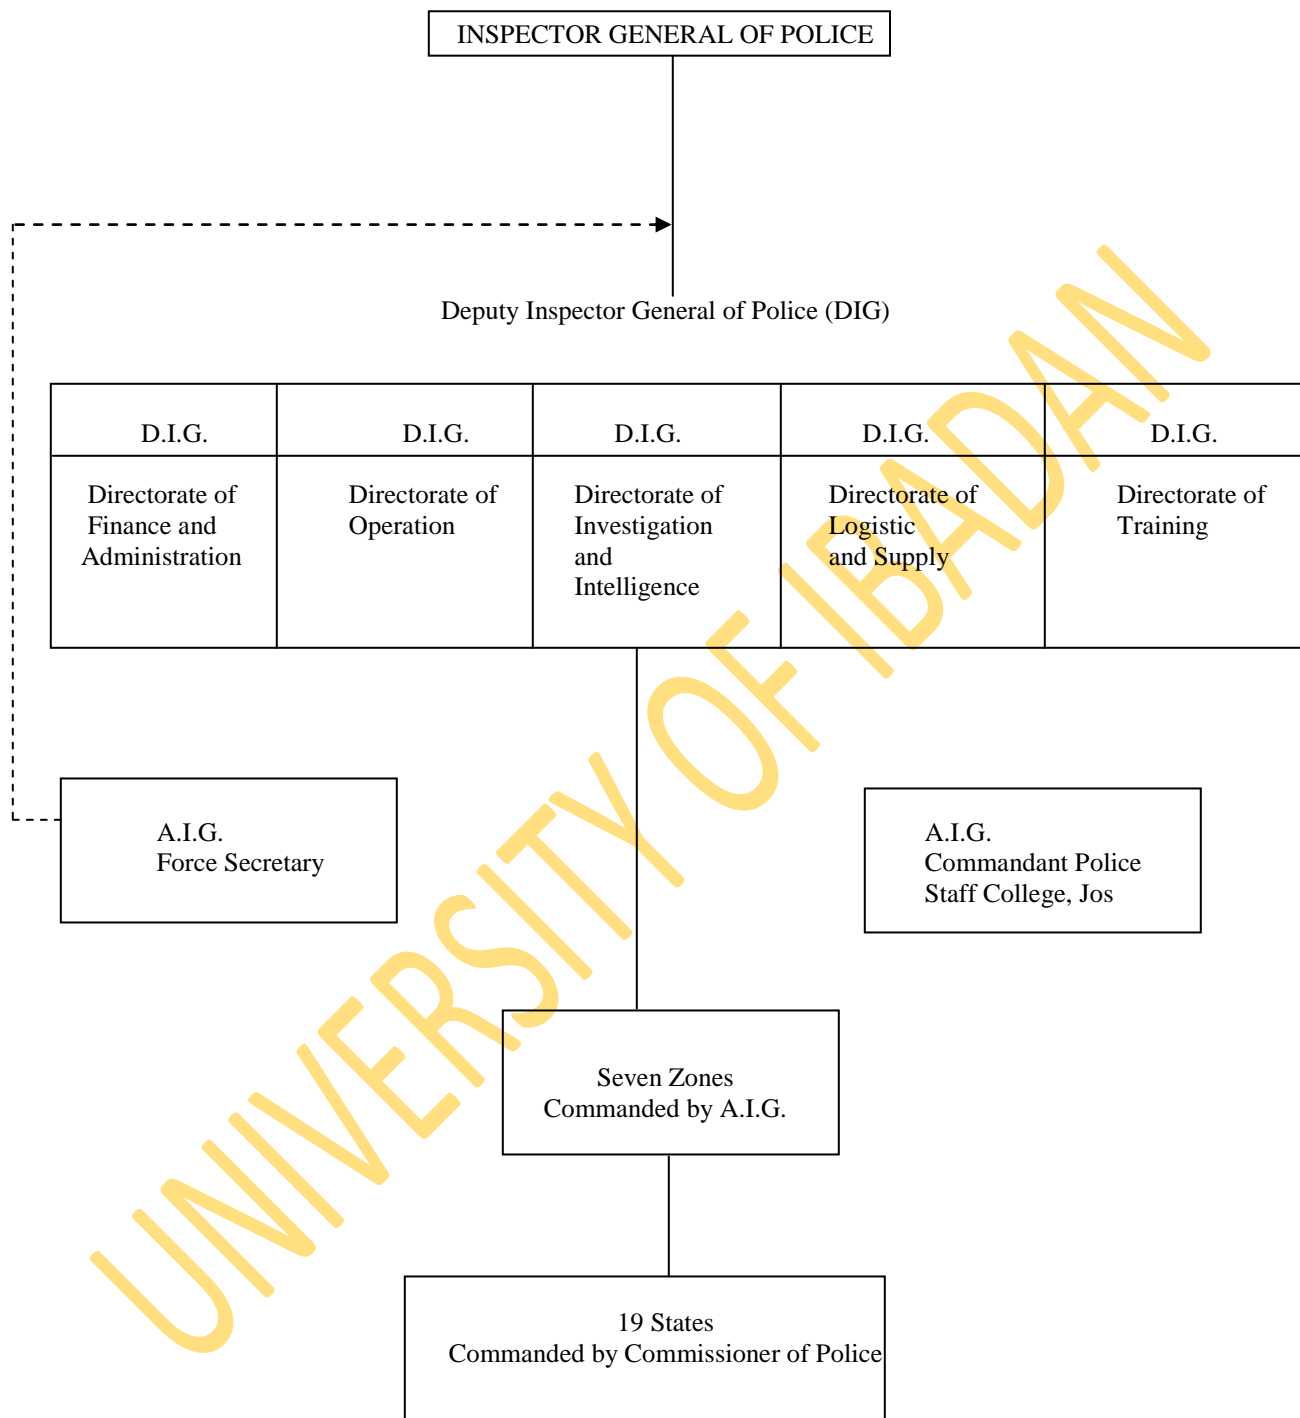 INSPECTOR GENERAL OF POLICE
Deputy Inspector General of Police (DIG)
D.I.G.
Directorate of
Finance and
Administration
D.I.G.
Directorate of
Operation
D.I.G.
Directorate of
Investigation
and
Intelligence
D.I.G.
Directorate of
Logistic
and Supply
D.I.G.
Directorate of
Training
A.I.G.
Force Secretary
A.I.G.
Commandant Police
Staff College, Jos
Seven Zones
Commanded by A.I.G.
19 States
Commanded by Commissioner of Police
UNIVERSITY OF IBADAN